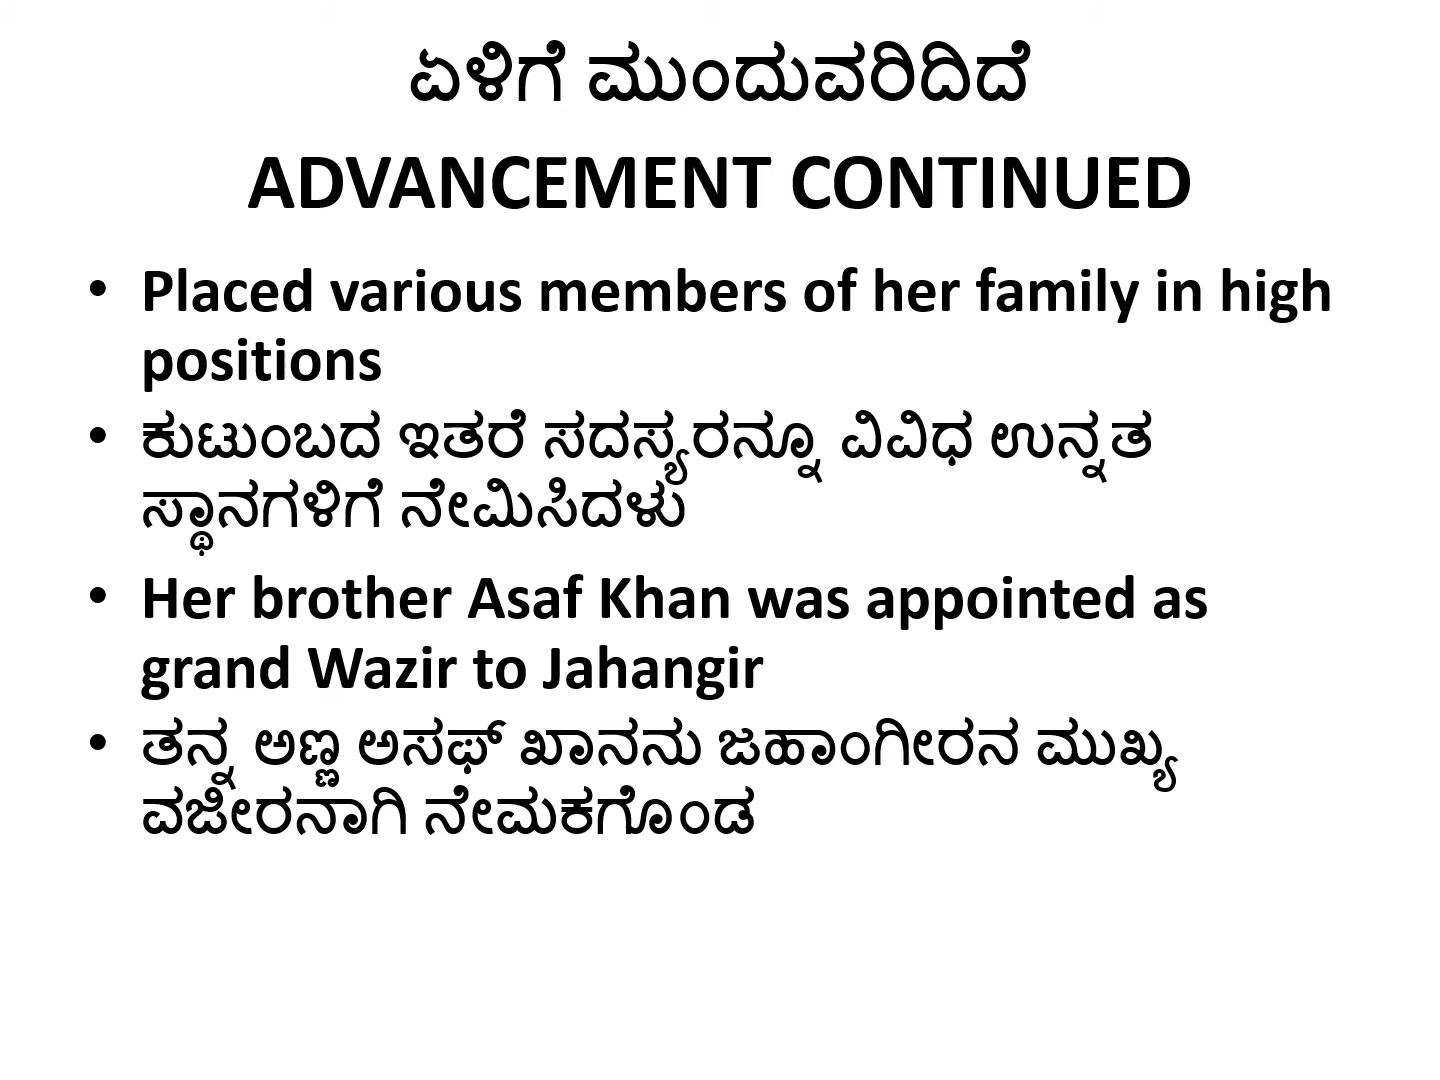 ಏಳಿಗೆ ಮುಂದುವರಿದಿದೆ
ADVANCEMENT CONTINUED
• Placed various members of her family in high
positions
• ಕುಟುಂಬದ ಇತರೆ ಸದಸ್ಯರನ್ನೂ ವಿವಿಧ ಉನ್ನತ
ಸ್ಥಾನಗಳಿಗೆ ನೇಮಿಸಿದಳು
• Her brother Asaf Khan was appointed as
grand Wazir to Jahangir
• ತನ್ನ ಅಣ್ಣ ಅಸಫ್ ಖಾನನು ಜಹಾಂಗೀರನ ಮುಖ್ಯ
ವಜೀರನಾಗಿ ನೇಮಕಗೊಂಡ